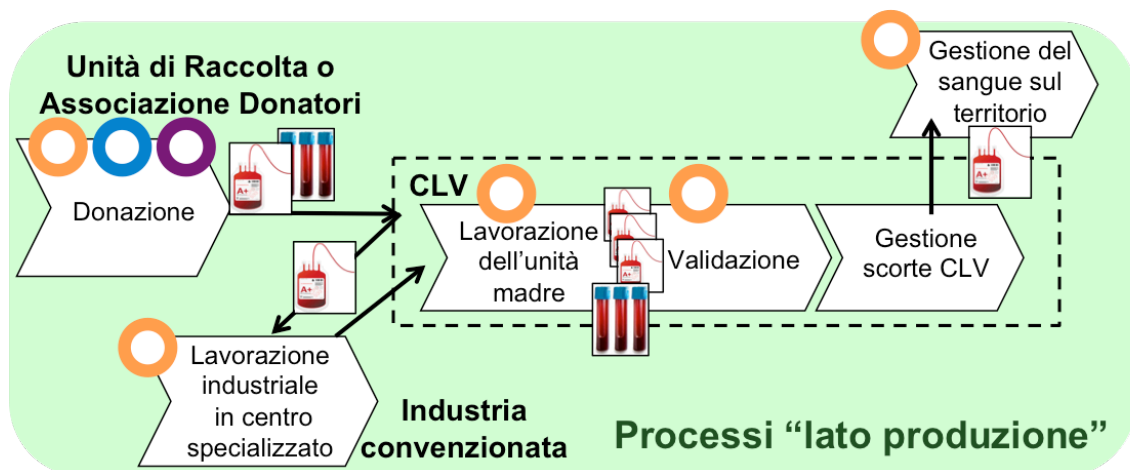 Unità di Raccolta o
Associazione Donatori
Donazione
A+
A+
CLV
Lavorazione
dell'unità
madre
Validazione
Gestione
scorte CLV
Gestione del
sangue sul
territorio
A+
Lavorazione
industriale
in centro
specializzato
Industria
convenzionata
Processi “lato produzione”